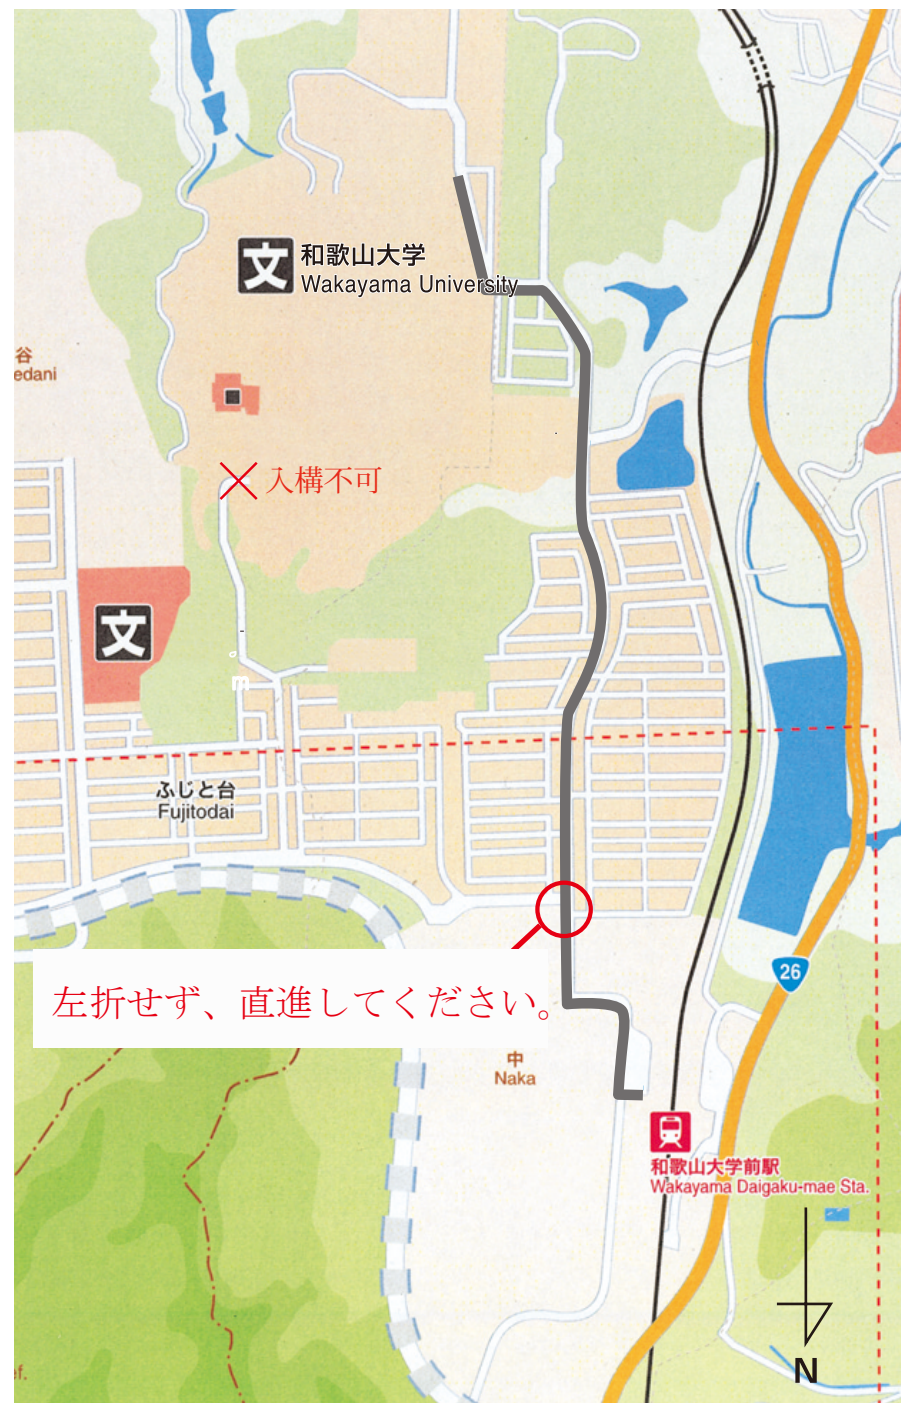 文
和歌山大学
Wakayama University
谷
edani
入構不可
文
m
ふじと台
Fujitodai
左折せず、直進してください。
26
中
Naka
和歌山大学前駅
Wakayama Daigaku-mae Sta.
N
ef.